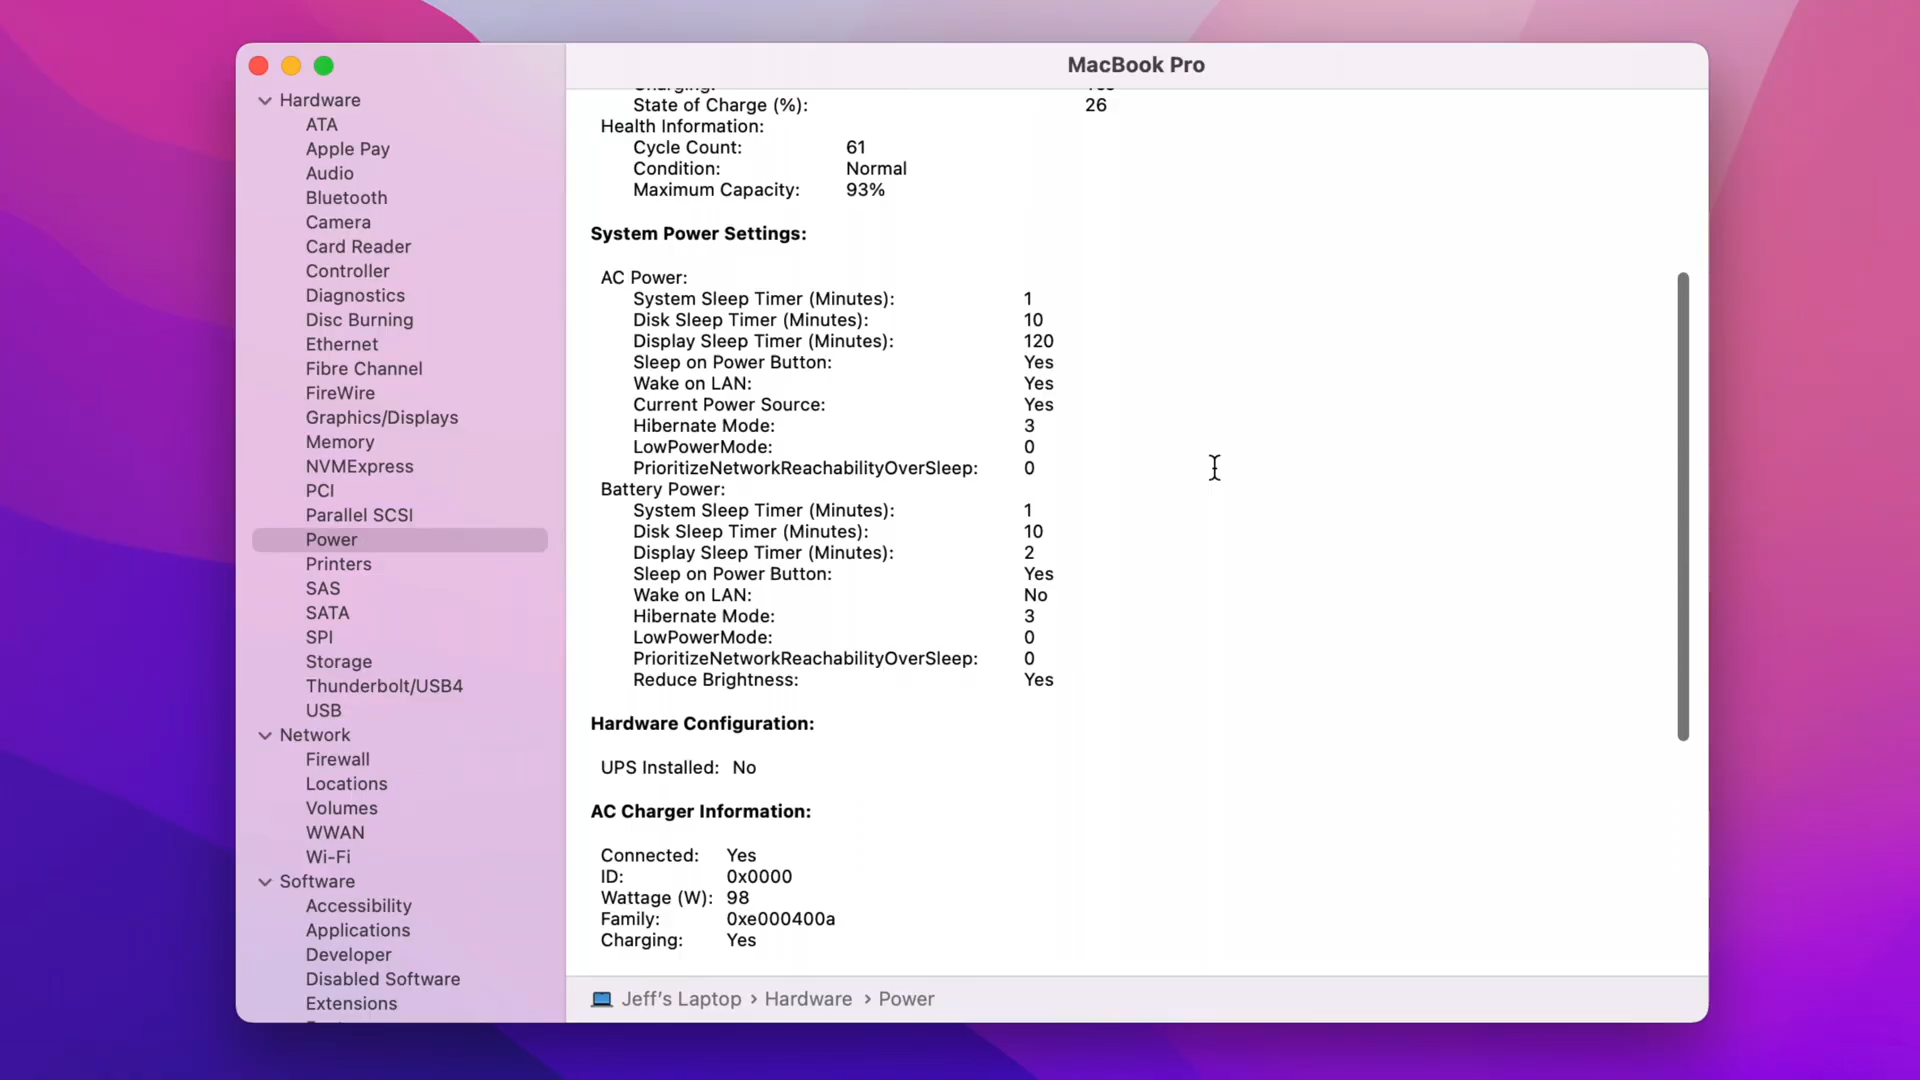 MacBook Pro
Hardware
ATA
Apple Pay
Audio
Bluetooth
Camera
Card Reader
Controller
Diagnostics
Disc Burning
Ethernet
Fibre Channel
FireWire
Graphics/Displays
Memory
NVMExpress
PCI
Parallel SCSI
Power
Printers
SAS
SATA
SPI
Storage
Thunderbolt/USB4
USB
Network
Firewall
Locations
Volumes
WWAN
Wi-Fi
Software
Accessibility
Applications
Developer
Disabled Software
Extensions
Charging: Yes
State of Charge (%): 26
Health Information:
Cycle Count: 61
Condition: Normal
Maximum Capacity: 93%
System Power Settings:
AC Power:
System Sleep Timer (Minutes): 1
Disk Sleep Timer (Minutes): 10
Display Sleep Timer (Minutes): 120
Sleep on Power Button: Yes
Wake on LAN: Yes
Current Power Source: Yes
Hibernate Mode: 3
LowPowerMode: 0
PrioritizeNetworkReachabilityOverSleep: 0
Battery Power:
System Sleep Timer (Minutes): 1
Disk Sleep Timer (Minutes): 10
Display Sleep Timer (Minutes): 2
Sleep on Power Button: Yes
Wake on LAN: No
Hibernate Mode: 3
LowPowerMode: 0
PrioritizeNetworkReachabilityOverSleep: 0
Reduce Brightness: Yes
Hardware Configuration:
UPS Installed: No
AC Charger Information:
Connected: Yes
ID: 0x0000
Wattage (W): 98
Family: 0xe000400a
Charging: Yes
Jeff's Laptop › Hardware › Power